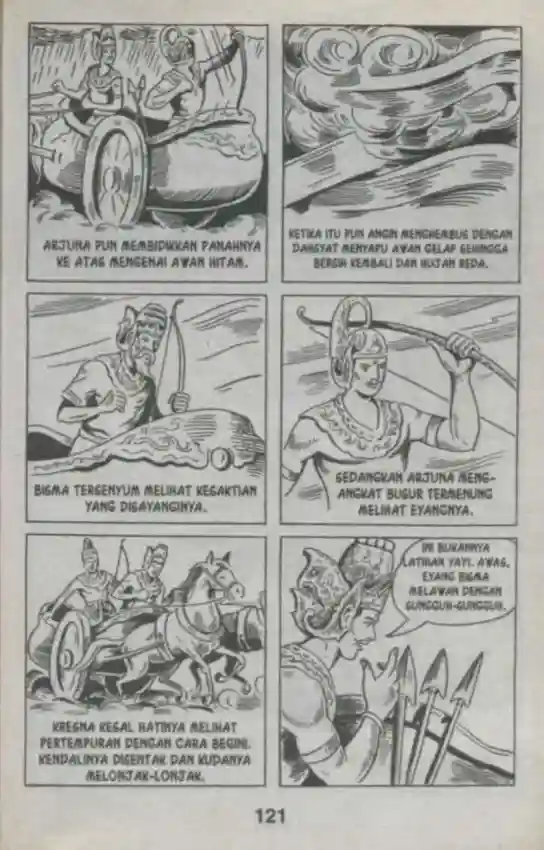 ARJUNA PUN MEMBIDIKKAN PANAHNYA
KE ATAS MENGENAI AWAN HITAM.
KETIKA ITU PUN ANGIN MENGHEMBUS DENGAN
DAHSYAT MENYAPU AWAN GELAP SEHINGGA
BERSIH KEMBALI DAN HUJAN REDA.
BISMA TERSENYUM MELIHAT KESAKTIAN
YANG DISAYANGINYA.
SEDANGKAN ARJUNA MENG-
ANGKAT BUSUR TERMENUNG
MELIHAT EYANGNYA.
KRESNA KESAL HATINYA MELIHAT
PERTEMPURAN DENGAN CARA BEGINI.
KENDALINYA DISENTAK DAN KUDANYA
MELONJAK-LONJAK.
INI BUKANNYA
LATIHAN YAYI. AWAS,
EYANG BISMA
MELAWAN DENGAN
SUNGGUH-SUNGGUH.
121